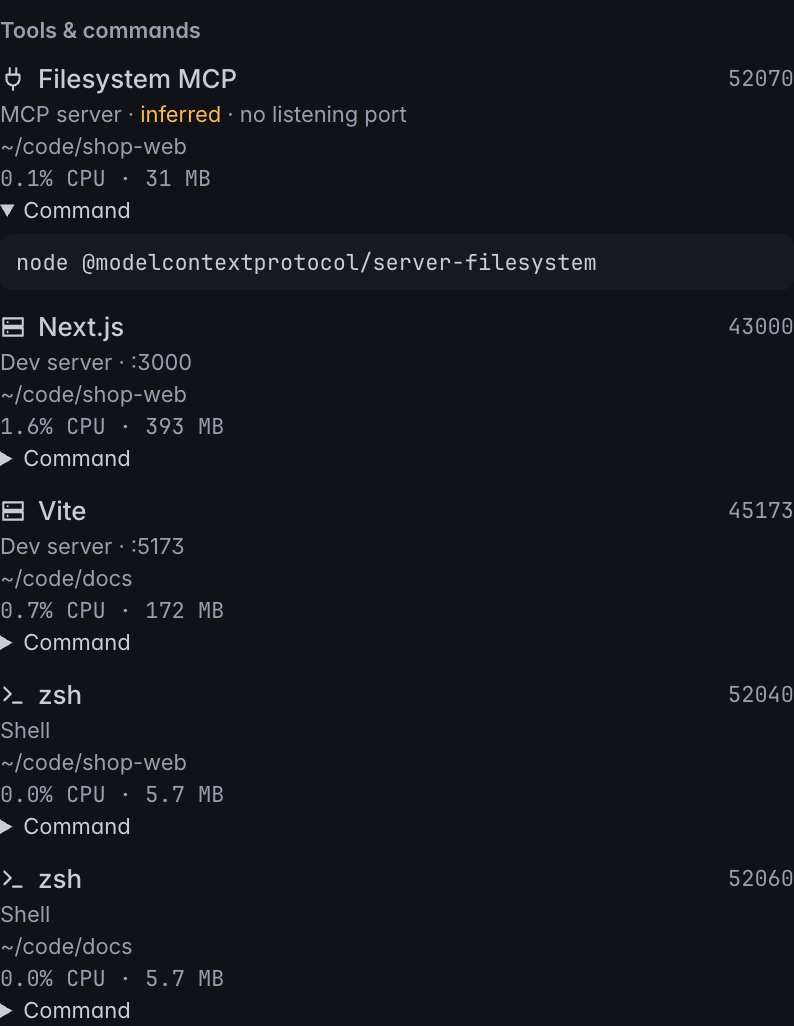 Tools & commands
Filesystem MCP 52070
MCP server · inferred · no listening port
~/code/shop-web
0.1% CPU · 31 MB
Command
node @modelcontextprotocol/server-filesystem
Next.js 43000
Dev server · :3000
~/code/shop-web
1.6% CPU · 393 MB
Command
Vite 45173
Dev server · :5173
~/code/docs
0.7% CPU · 172 MB
Command
zsh 52040
Shell
~/code/shop-web
0.0% CPU · 5.7 MB
Command
zsh 52060
Shell
~/code/docs
0.0% CPU · 5.7 MB
Command